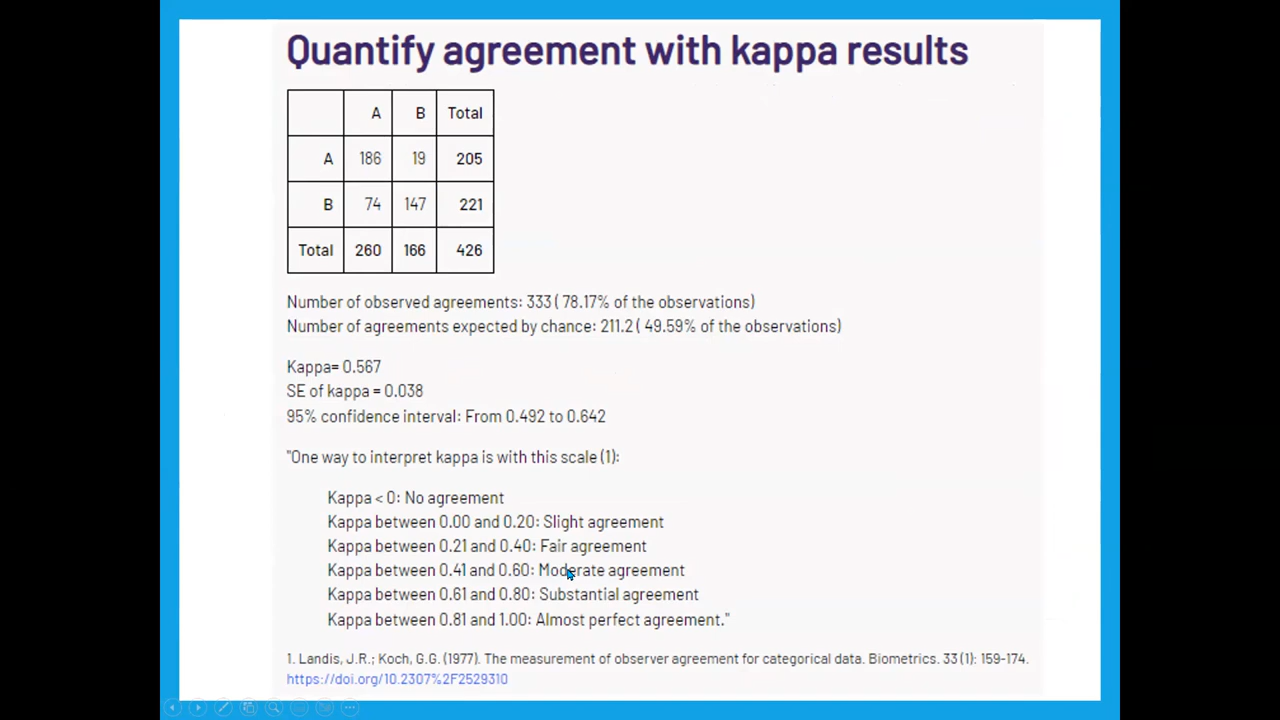 Quantify agreement with kappa results
A B Total
A 186 19 205
B 74 147 221
Total 260 166 426
Number of observed agreements: 333 ( 78.17% of the observations)
Number of agreements expected by chance: 211.2 ( 49.59% of the observations)
Kappa= 0.567
SE of kappa = 0.038
95% confidence interval: From 0.492 to 0.642
"One way to interpret kappa is with this scale (1):
Kappa < 0: No agreement
Kappa between 0.00 and 0.20: Slight agreement
Kappa between 0.21 and 0.40: Fair agreement
Kappa between 0.41 and 0.60: Moderate agreement
Kappa between 0.61 and 0.80: Substantial agreement
Kappa between 0.81 and 1.00: Almost perfect agreement."
1. Landis, J.R.; Koch, G.G. (1977). The measurement of observer agreement for categorical data. Biometrics. 33 (1): 159-174.
https://doi.org/10.2307%2F2529310